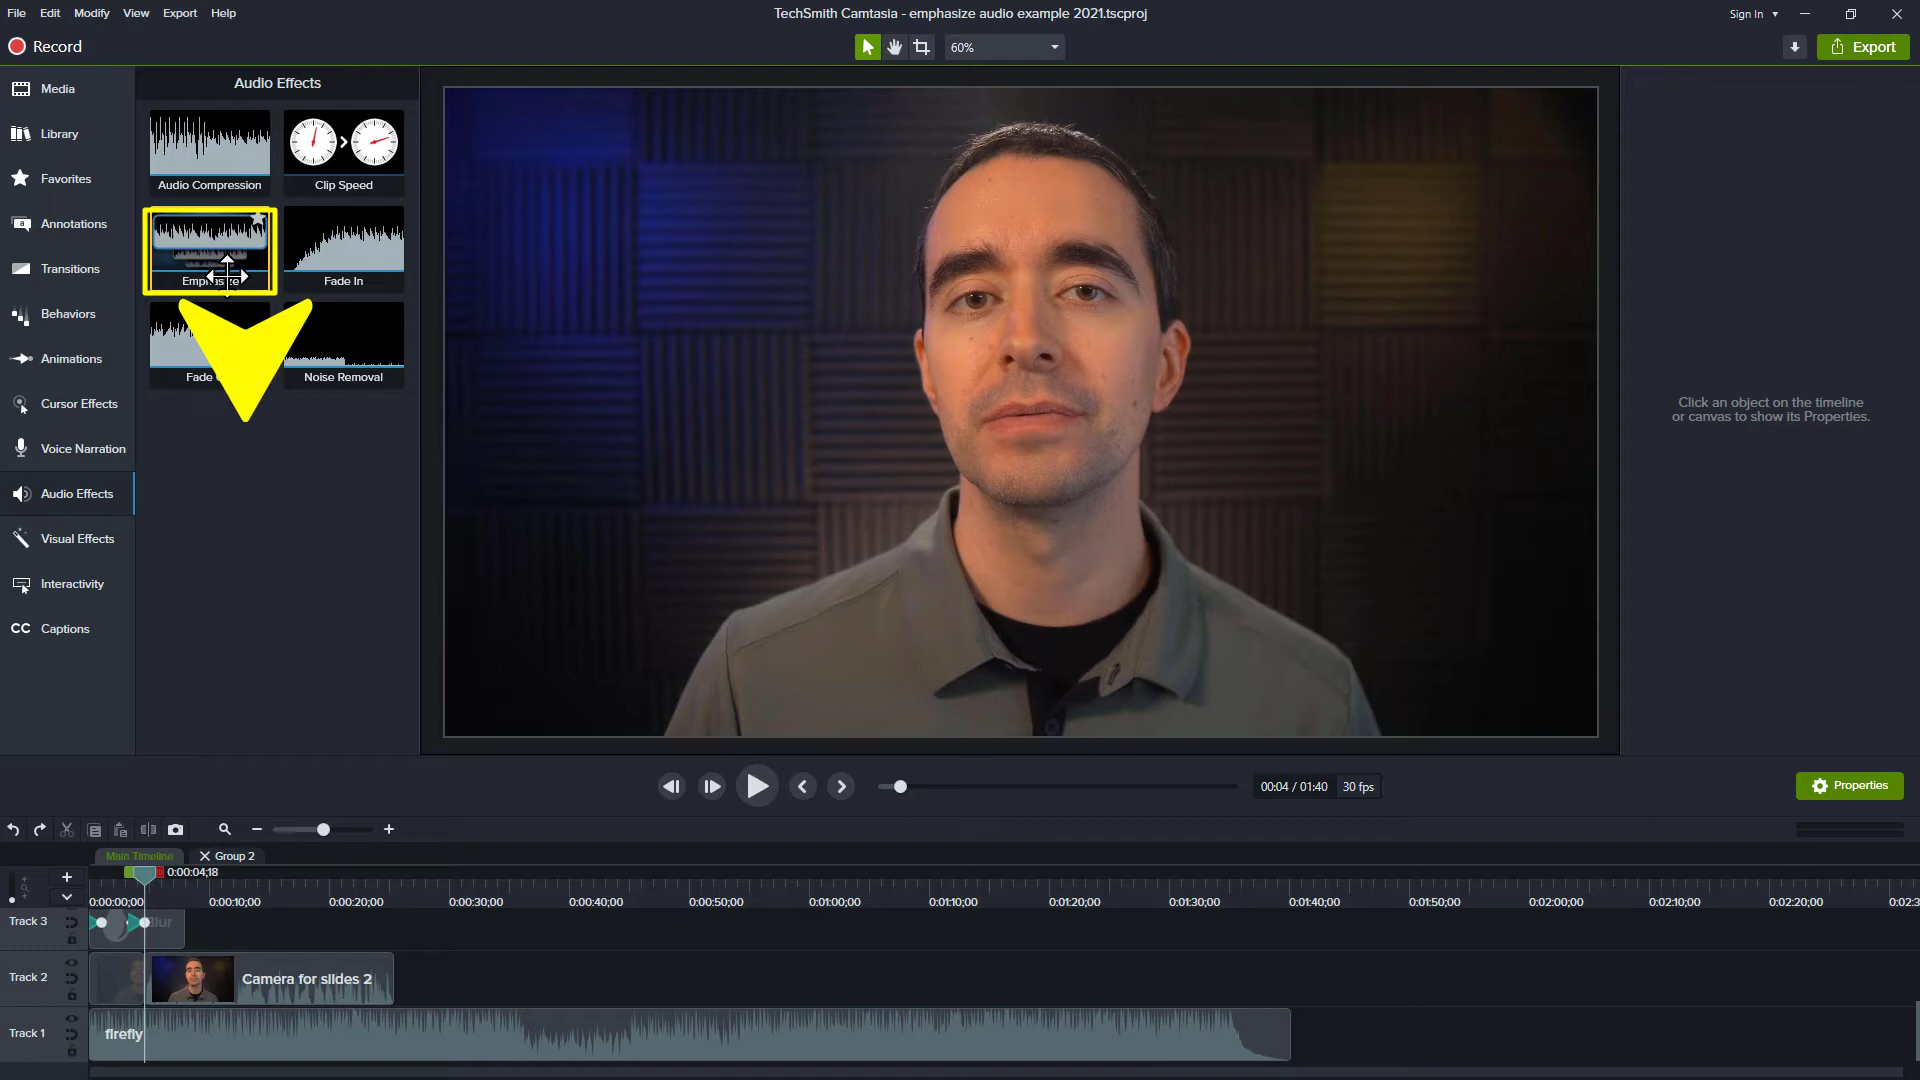 File Edit Modify View Export Help
TechSmith Camtasia - emphasize audio example 2021.tscproj
Sign In
Record
60%
Export
Media
Library
Favorites
Annotations
Transitions
Behaviors
Animations
Cursor Effects
Voice Narration
Audio Effects
Visual Effects
Interactivity
CC Captions
Audio Effects
Audio Compression
Clip Speed
Emphasize
Fade In
Fade
Noise Removal
Click an object on the timeline
or canvas to show its Properties.
00:04 / 01:40 30 fps
Properties
Main Timeline
Group 2
0:00:04;18
0:00:00;00 0:00:10;00 0:00:20;00 0:00:30;00 0:00:40;00 0:00:50;00 0:01:00;00 0:01:10;00 0:01:20;00 0:01:30;00 0:01:40;00 0:01:50;00 0:02:00;00 0:02:10;00 0:02:20;00 0:02:3
Track 3
Blur
Track 2
Camera for slides 2
Track 1
firefly